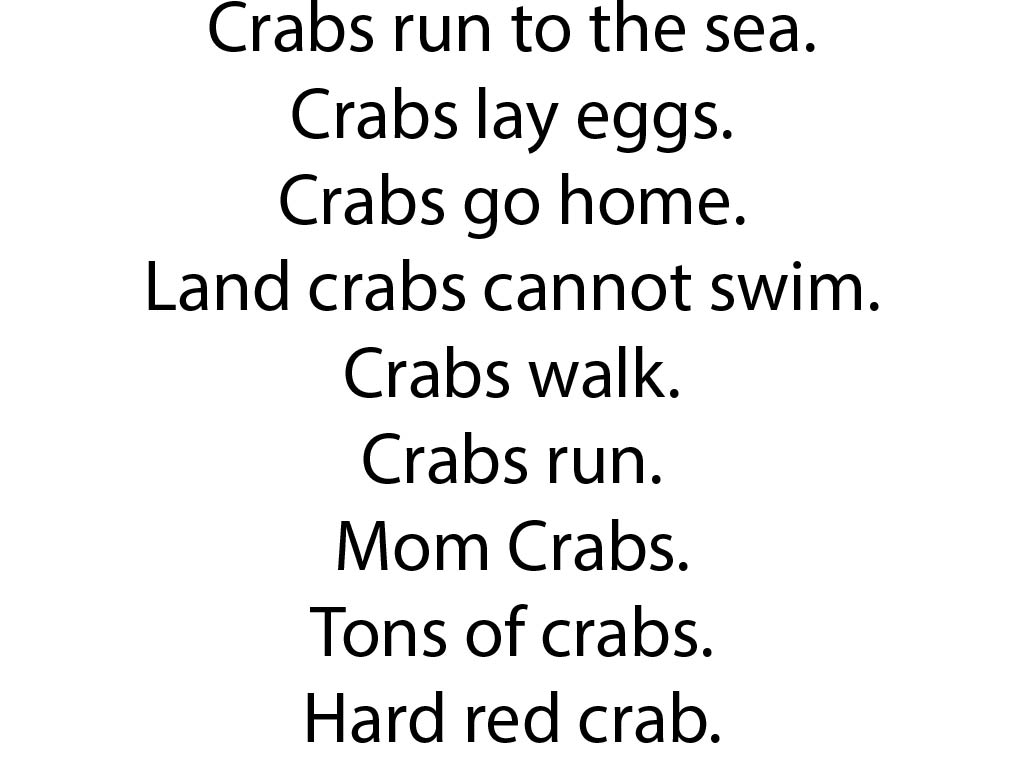 Crabs run to the sea.
Crabs lay eggs.
Crabs go home.
Land crabs cannot swim.
Crabs walk.
Crabs run.
Mom Crabs.
Tons of crabs.
Hard red crab.